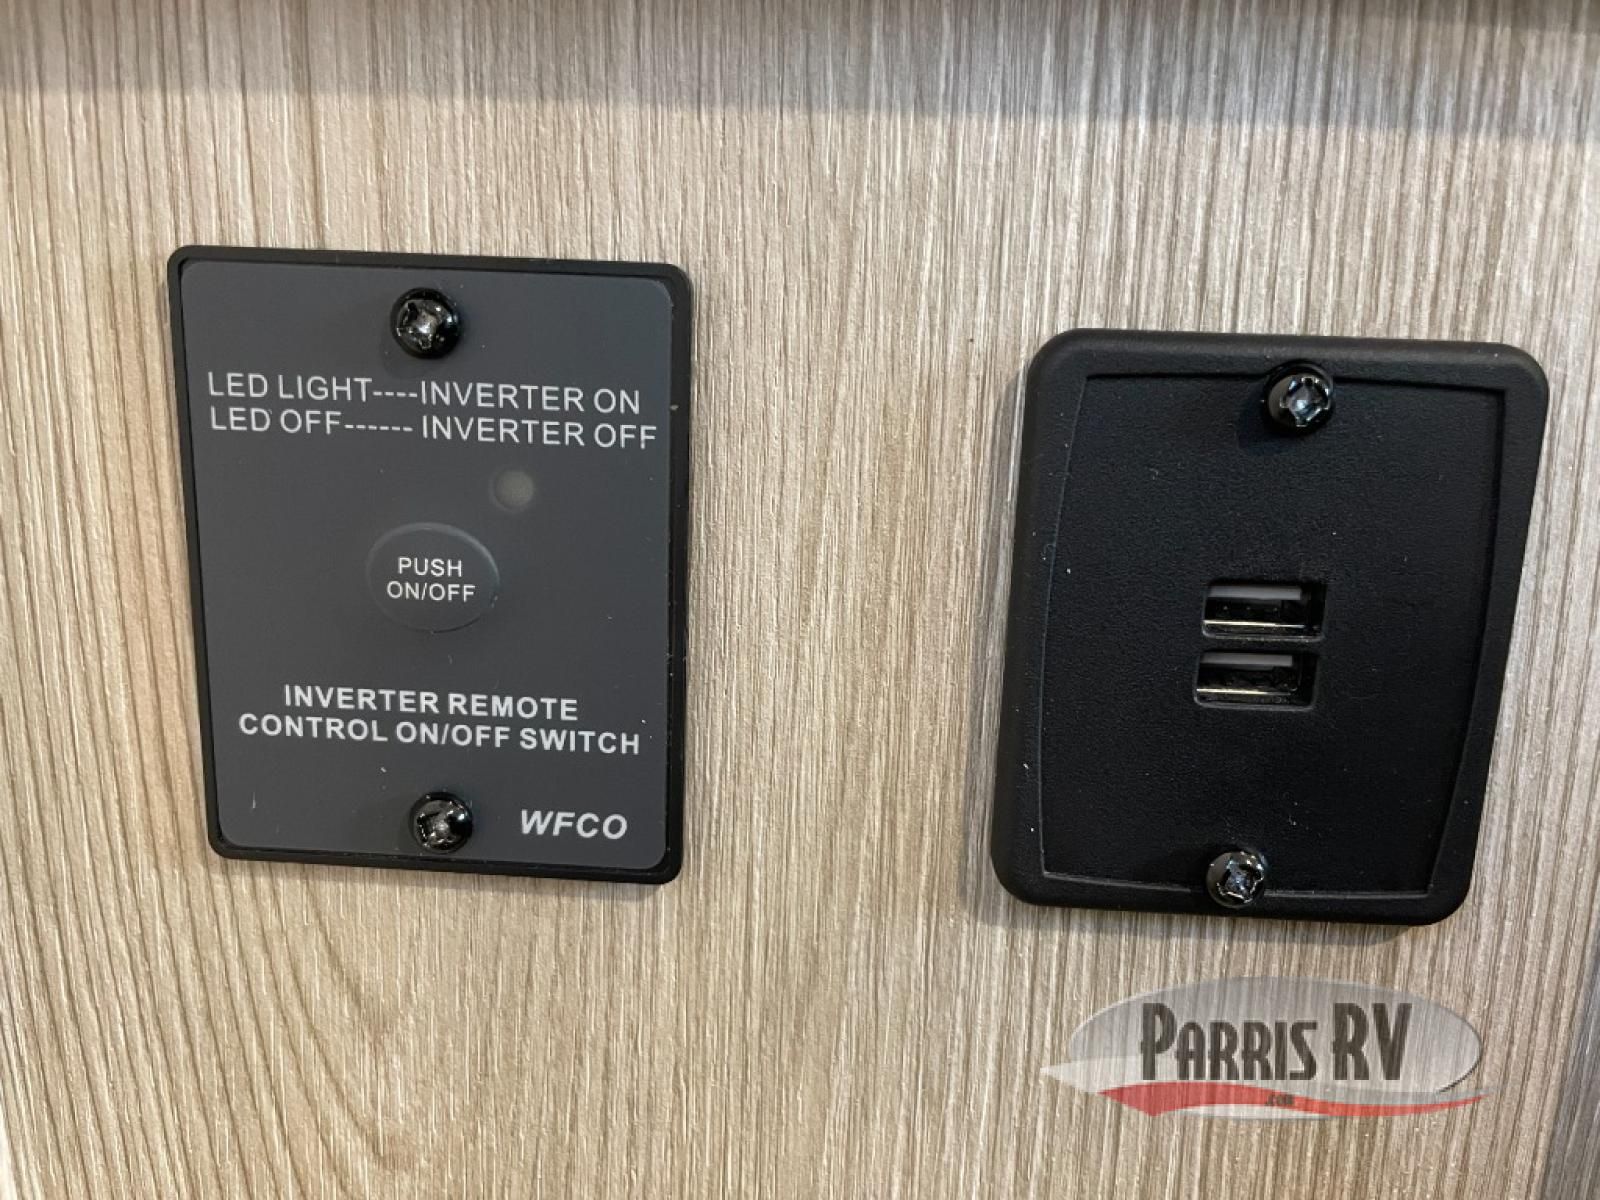 LED LIGHT----INVERTER ON
LED OFF------ INVERTER OFF
PUSH
ON/OFF
INVERTER REMOTE
CONTROL ON/OFF SWITCH
WFCO
PARRIS RV
.com